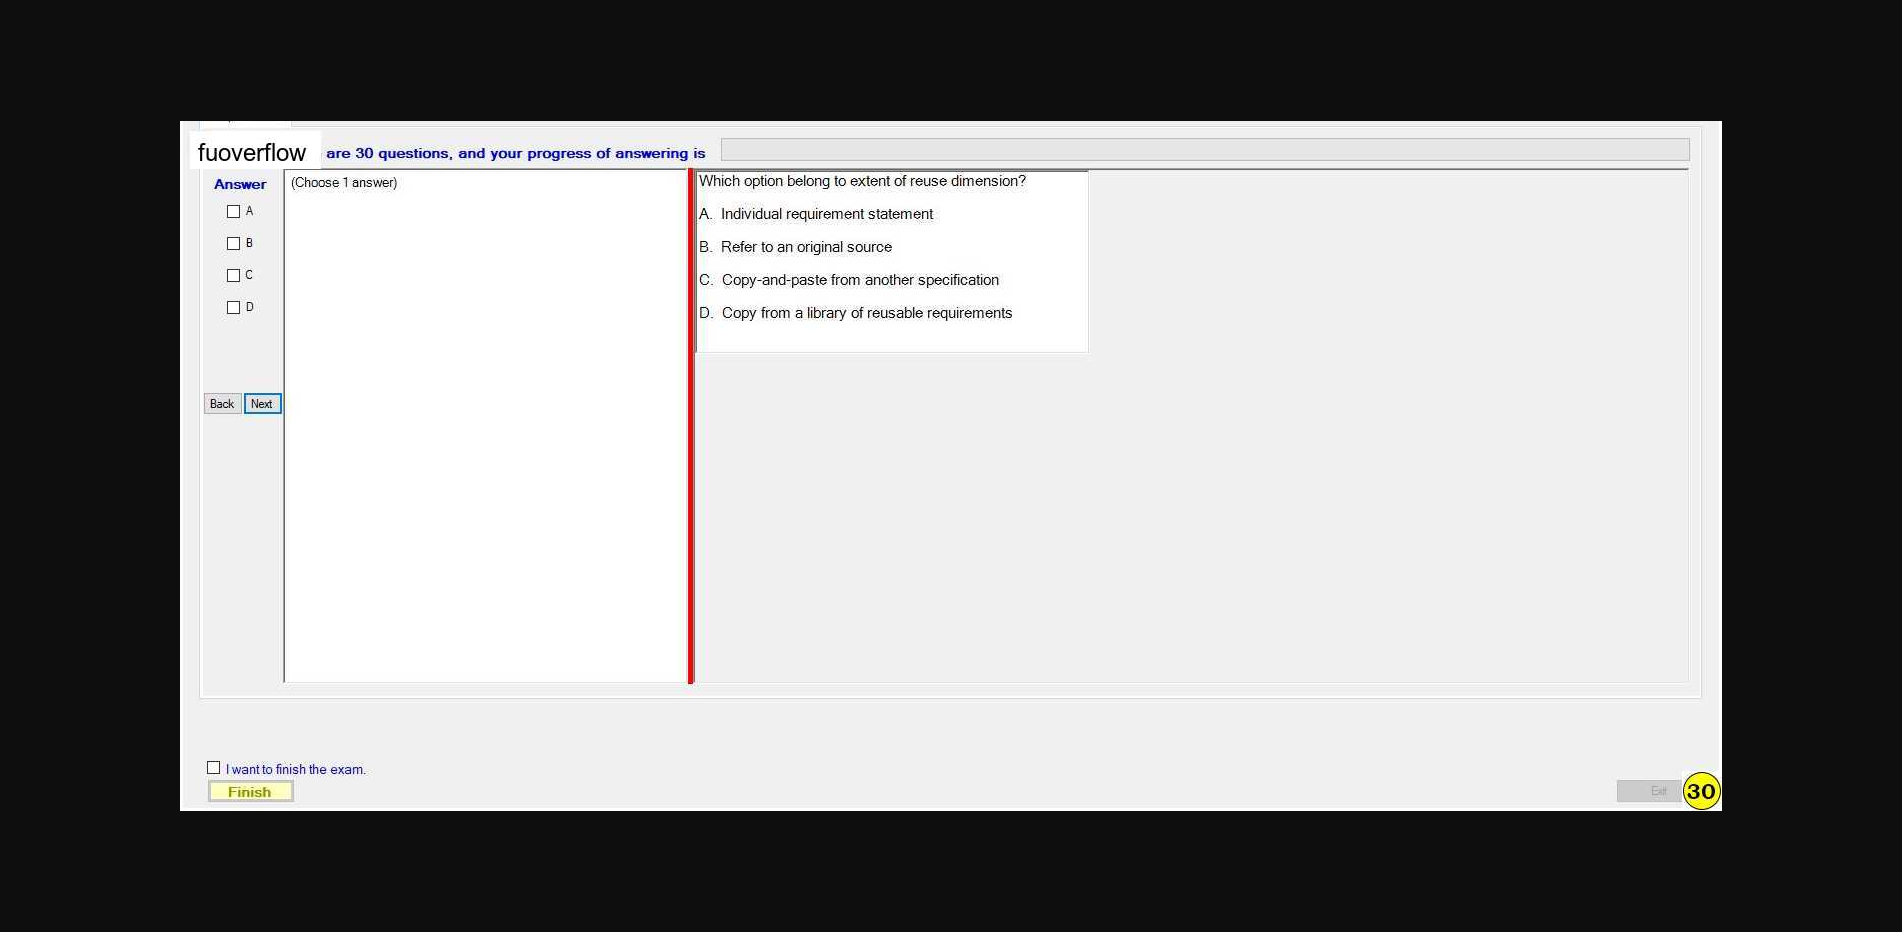 fuoverflow are 30 questions, and your progress of answering is
Answer
(Choose 1 answer)
A
B
C
D
Back Next
Which option belong to extent of reuse dimension?
A. Individual requirement statement
B. Refer to an original source
C. Copy-and-paste from another specification
D. Copy from a library of reusable requirements
I want to finish the exam.
Finish
Exit
30